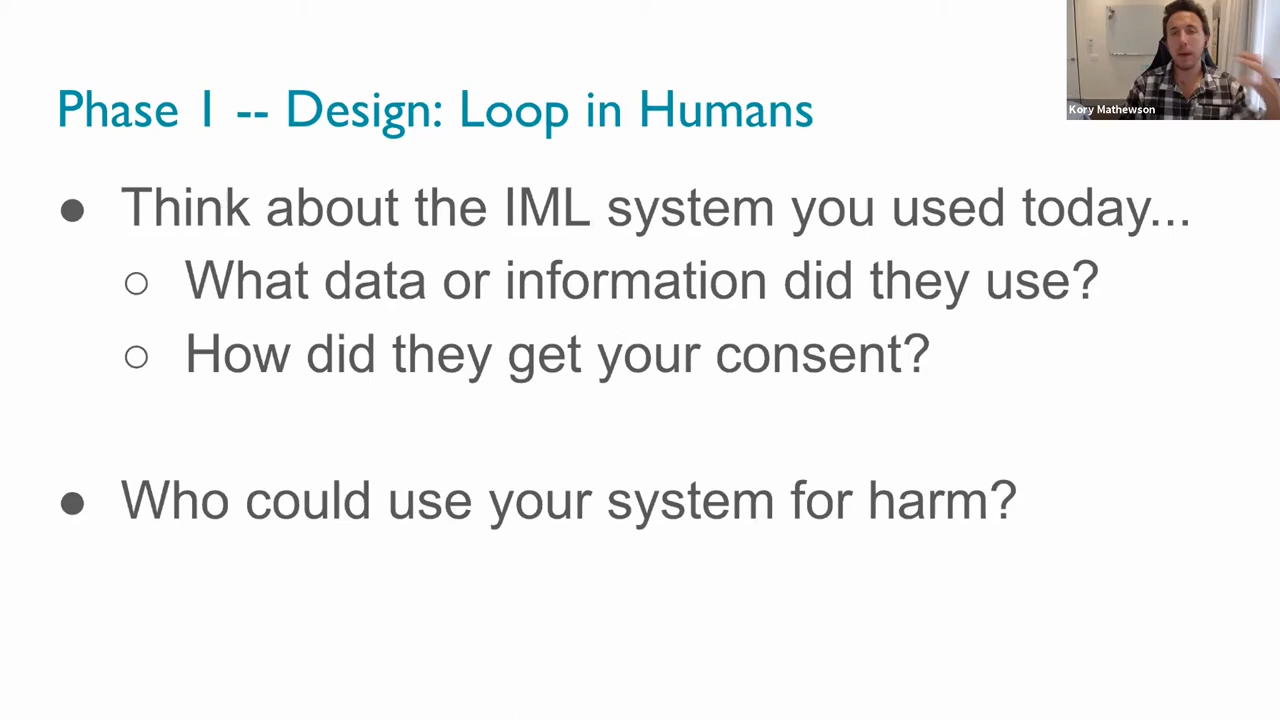 Kory Mathewson
Phase 1 -- Design: Loop in Humans
● Think about the IML system you used today...
○ What data or information did they use?
○ How did they get your consent?
● Who could use your system for harm?